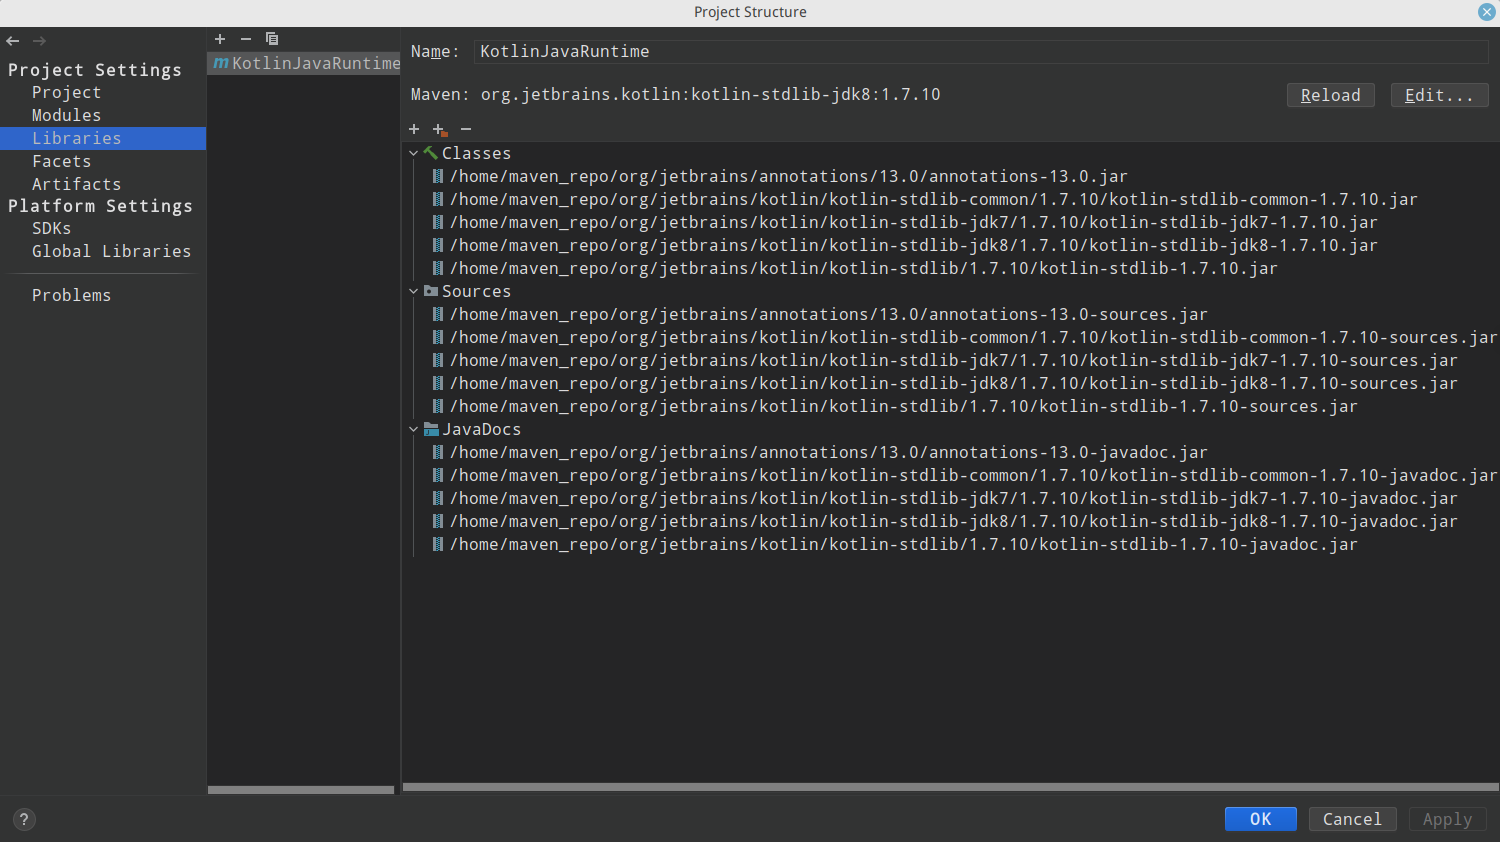 Project Structure
Project Settings
Project
Modules
Libraries
Facets
Artifacts
Platform Settings
SDKs
Global Libraries
Problems
KotlinJavaRuntime
Name: KotlinJavaRuntime
Maven: org.jetbrains.kotlin:kotlin-stdlib-jdk8:1.7.10
Reload
Edit...
Classes
/home/maven_repo/org/jetbrains/annotations/13.0/annotations-13.0.jar
/home/maven_repo/org/jetbrains/kotlin/kotlin-stdlib-common/1.7.10/kotlin-stdlib-common-1.7.10.jar
/home/maven_repo/org/jetbrains/kotlin/kotlin-stdlib-jdk7/1.7.10/kotlin-stdlib-jdk7-1.7.10.jar
/home/maven_repo/org/jetbrains/kotlin/kotlin-stdlib-jdk8/1.7.10/kotlin-stdlib-jdk8-1.7.10.jar
/home/maven_repo/org/jetbrains/kotlin/kotlin-stdlib/1.7.10/kotlin-stdlib-1.7.10.jar
Sources
/home/maven_repo/org/jetbrains/annotations/13.0/annotations-13.0-sources.jar
/home/maven_repo/org/jetbrains/kotlin/kotlin-stdlib-common/1.7.10/kotlin-stdlib-common-1.7.10-sources.jar
/home/maven_repo/org/jetbrains/kotlin/kotlin-stdlib-jdk7/1.7.10/kotlin-stdlib-jdk7-1.7.10-sources.jar
/home/maven_repo/org/jetbrains/kotlin/kotlin-stdlib-jdk8/1.7.10/kotlin-stdlib-jdk8-1.7.10-sources.jar
/home/maven_repo/org/jetbrains/kotlin/kotlin-stdlib/1.7.10/kotlin-stdlib-1.7.10-sources.jar
JavaDocs
/home/maven_repo/org/jetbrains/annotations/13.0/annotations-13.0-javadoc.jar
/home/maven_repo/org/jetbrains/kotlin/kotlin-stdlib-common/1.7.10/kotlin-stdlib-common-1.7.10-javadoc.jar
/home/maven_repo/org/jetbrains/kotlin/kotlin-stdlib-jdk7/1.7.10/kotlin-stdlib-jdk7-1.7.10-javadoc.jar
/home/maven_repo/org/jetbrains/kotlin/kotlin-stdlib-jdk8/1.7.10/kotlin-stdlib-jdk8-1.7.10-javadoc.jar
/home/maven_repo/org/jetbrains/kotlin/kotlin-stdlib/1.7.10/kotlin-stdlib-1.7.10-javadoc.jar
?
OK
Cancel
Apply